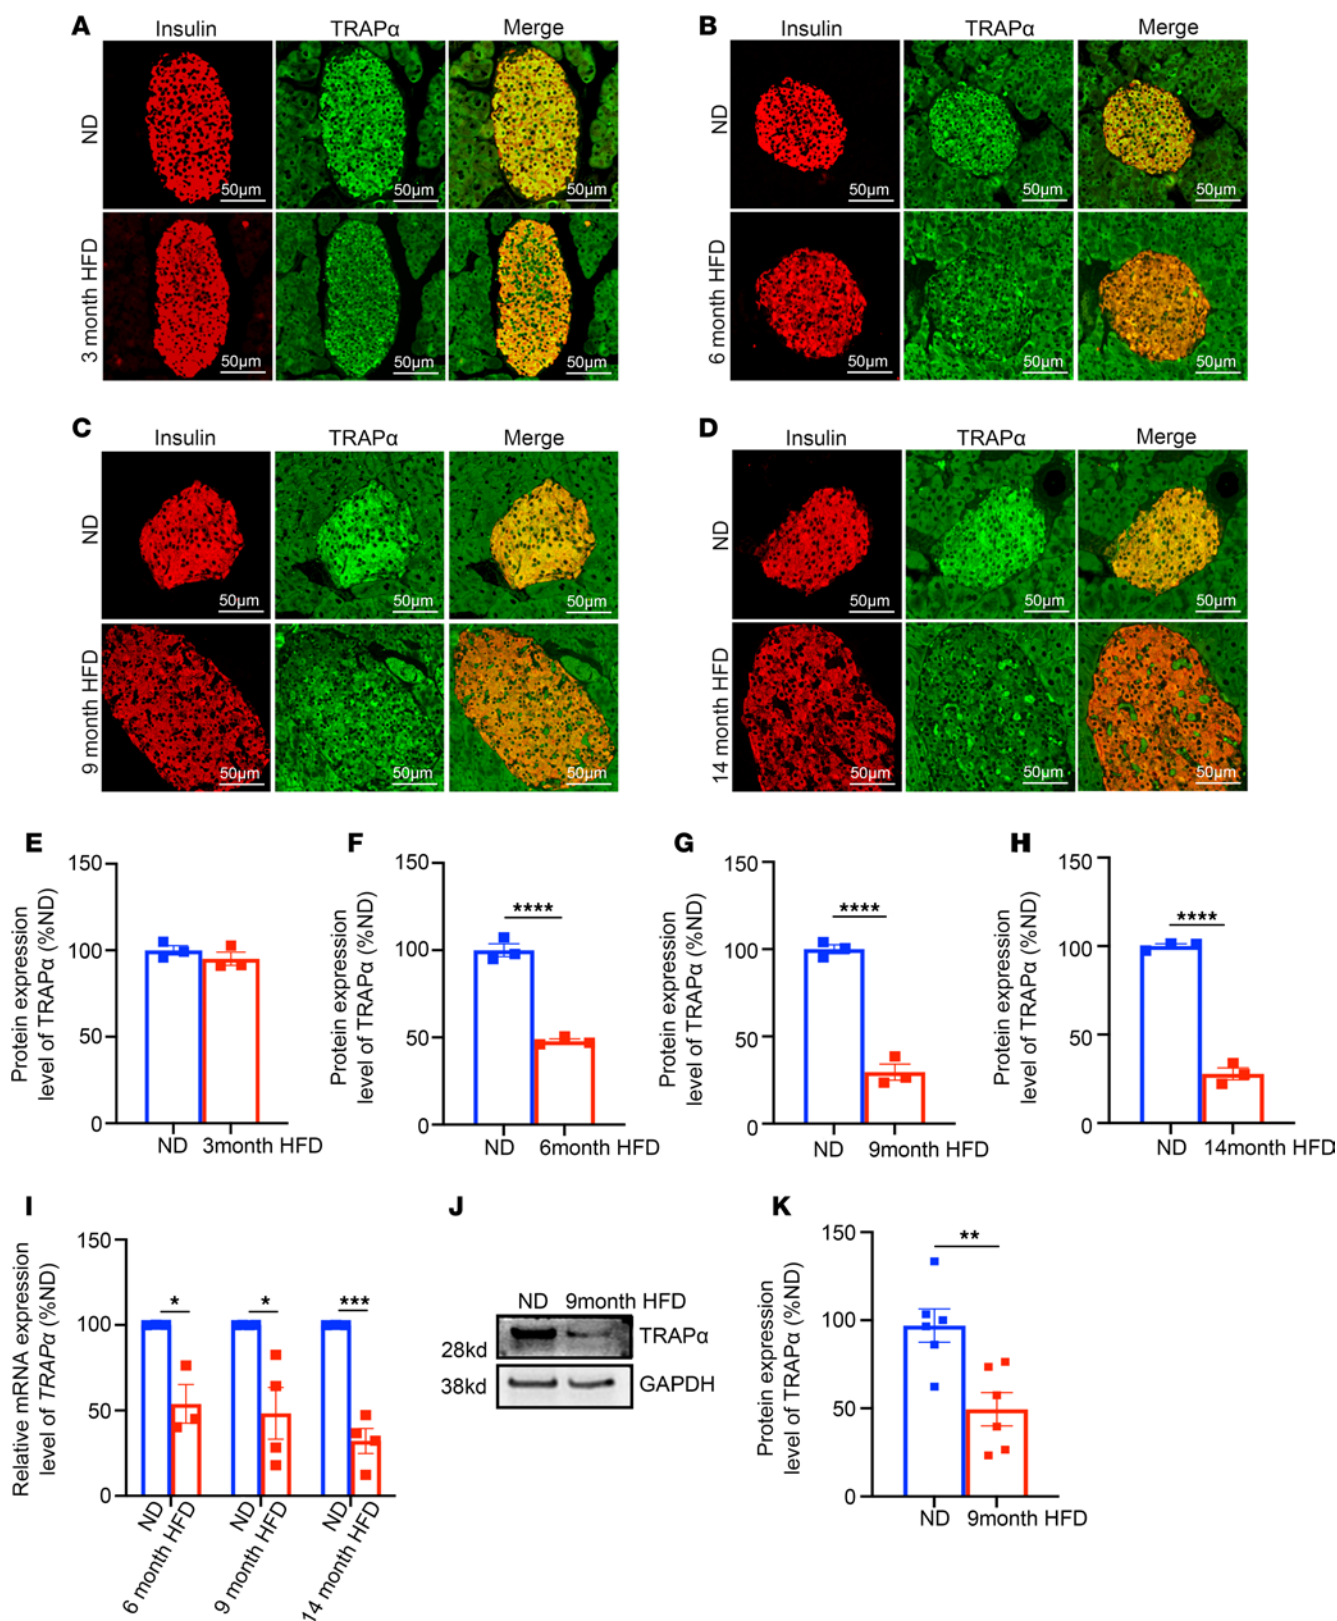 A
Insulin TRAPα Merge
ND
50µm 50µm 50µm
3 month HFD
50µm 50µm 50µm
B
Insulin TRAPα Merge
ND
50µm 50µm 50µm
6 month HFD
50µm 50µm 50µm
C
Insulin TRAPα Merge
ND
50µm 50µm 50µm
9 month HFD
50µm 50µm 50µm
D
Insulin TRAPα Merge
ND
50µm 50µm 50µm
14 month HFD
50µm 50µm 50µm
E
Protein expression
level of TRAPα (%ND)
150
100
50
0
ND 3month HFD
F
Protein expression
level of TRAPα (%ND)
150
100
50
0
****
ND 6month HFD
G
Protein expression
level of TRAPα (%ND)
150
100
50
0
****
ND 9month HFD
H
Protein expression
level of TRAPα (%ND)
150
100
50
0
****
ND 14month HFD
I
Relative mRNA expression
level of TRAPα (%ND)
150
100
50
0
* * ***
ND
6 month HFD
ND
9 month HFD
ND
14 month HFD
J
ND 9month HFD
28kd TRAPα
38kd GAPDH
K
Protein expression
level of TRAPα (%ND)
150
100
50
0
**
ND 9month HFD